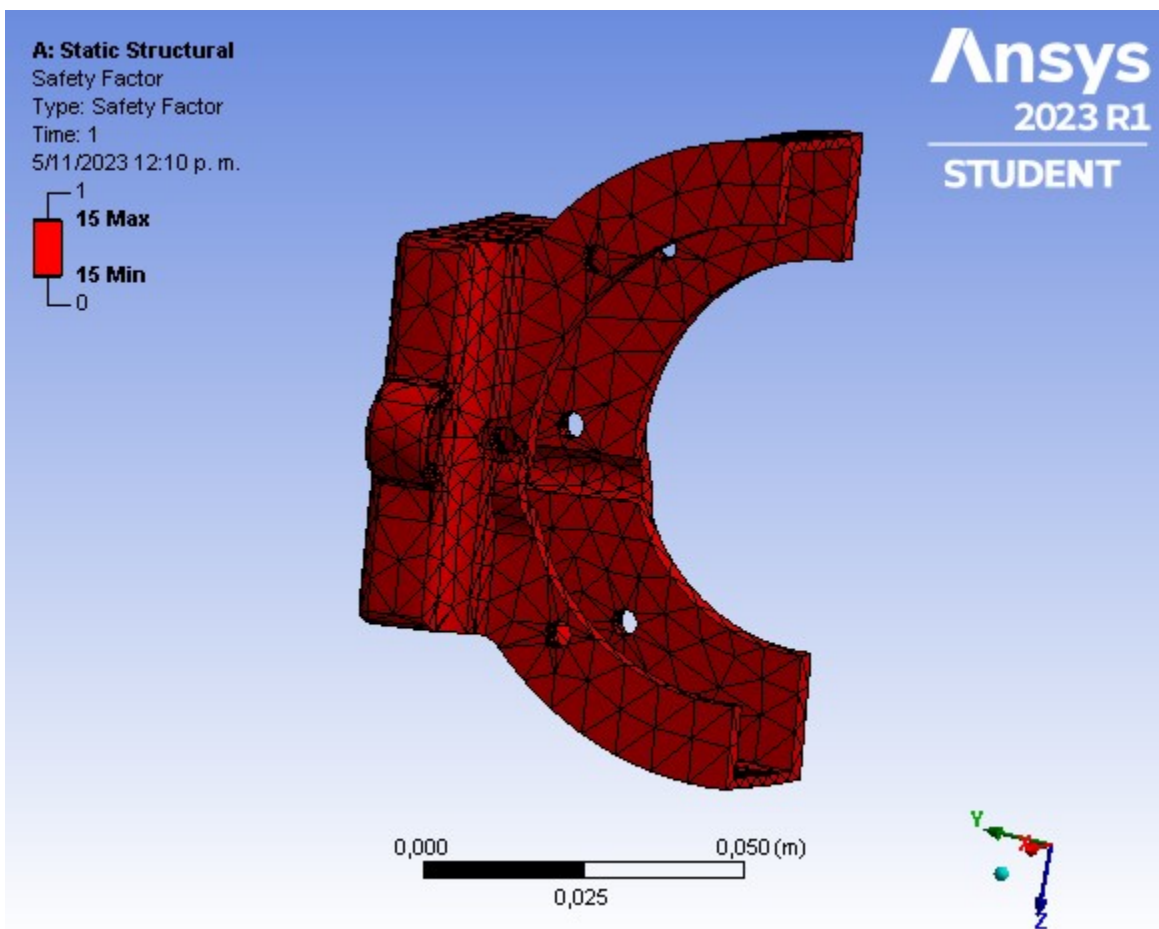 A: Static Structural
Safety Factor
Type: Safety Factor
Time: 1
5/11/2023 12:10 p. m.
1
15 Max
15 Min
0
Ansys
2023 R1
STUDENT
0,000
0,050 (m)
0,025
Y
X
Z